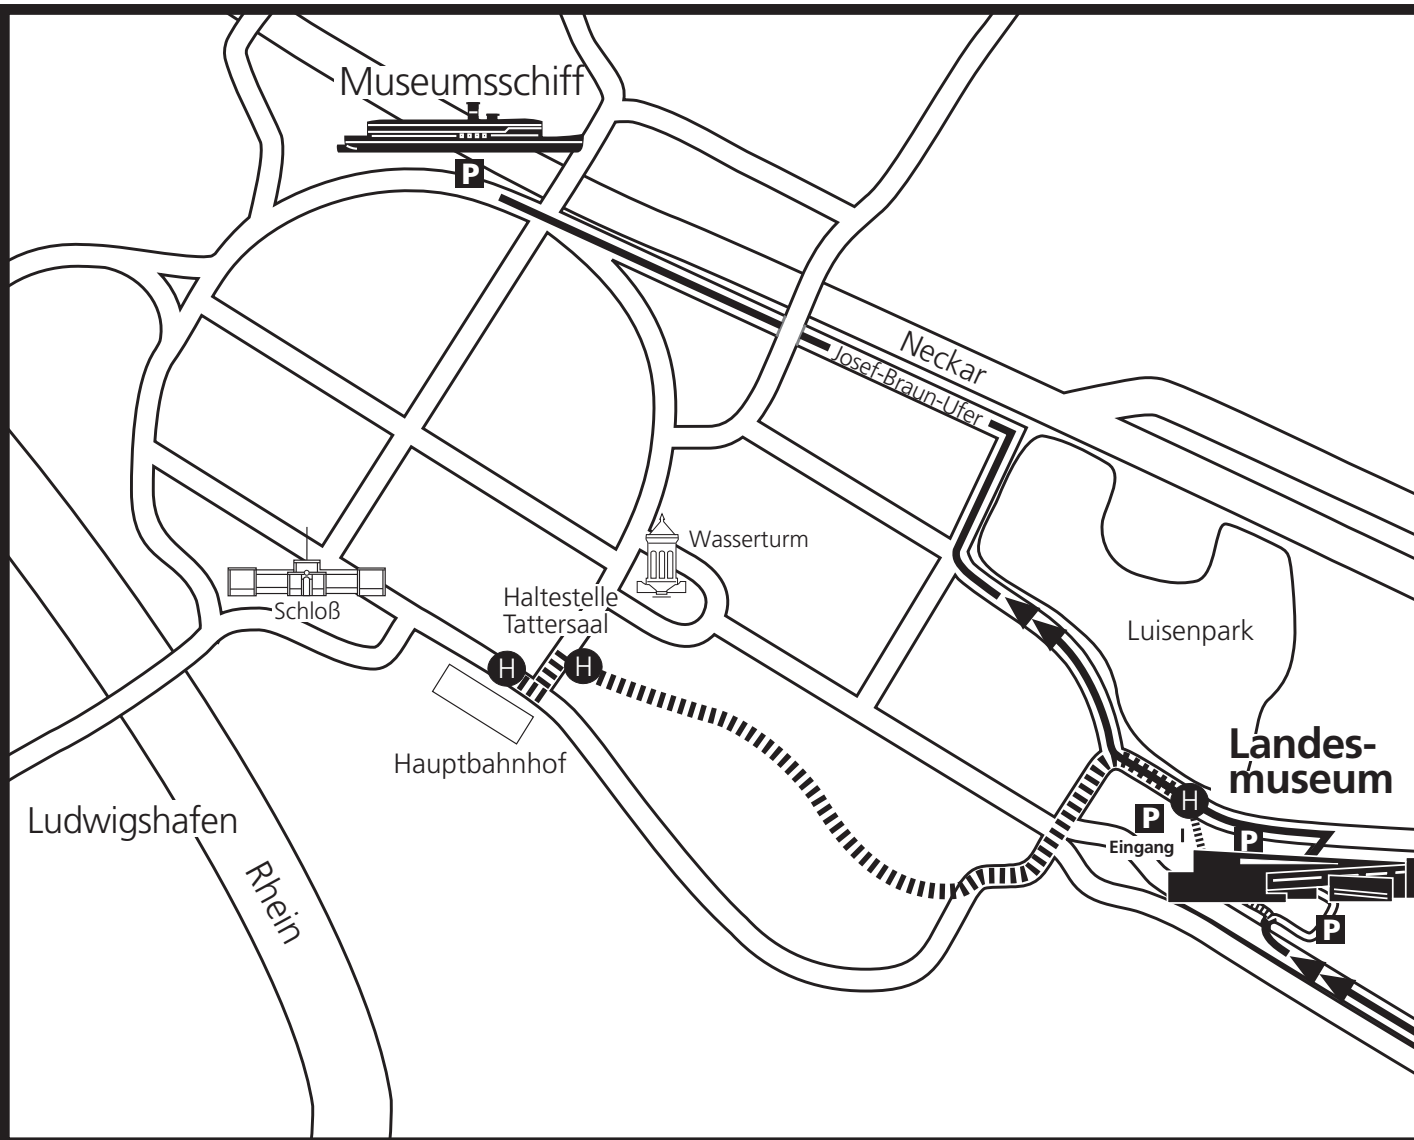 Museumsschiff
P
Neckar
Josef-Braun-Ufer
Wasserturm
Haltestelle
Tattersaal
Schloß
Luisenpark
H
H
Hauptbahnhof
Landes-
museum
H
P
P
Eingang
Ludwigshafen
Rhein
P